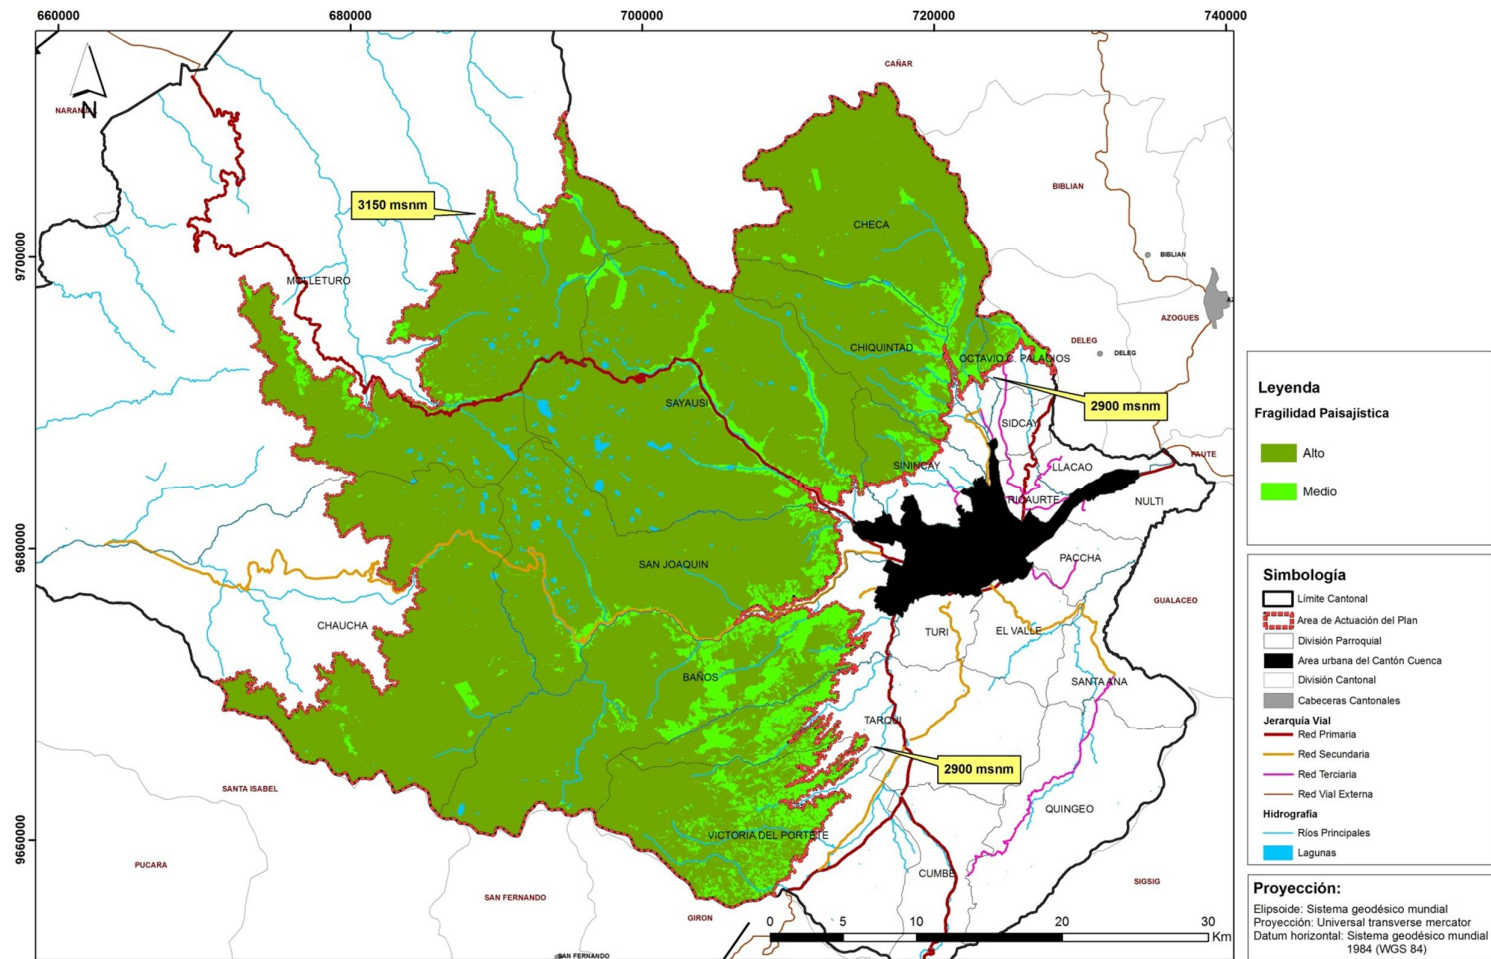 660000
680000
700000
720000
740000
9700000
9680000
9660000
N
CAÑAR
BIBLIAN
BIBLIAN
AZOGUES
DELEG
DELEG
PAUTE
GUALACEO
SIGSIG
SANTA ISABEL
PUCARA
SAN FERNANDO
SAN FERNANDO
GIRON
3150 msnm
2900 msnm
2900 msnm
MOLLETURO
CHECA
CHIQUINTAD
OCTAVIO C. PALACIOS
SAYAUSI
SIDCAY
SININCAY
LLACAO
RICAURTE
NULTI
PACCHA
SAN JOAQUIN
CHAUCHA
TURI
EL VALLE
BAÑOS
SANTA ANA
TARQUI
QUINGEO
VICTORIA DEL PORTETE
CUMBE
0 5 10 20 30
Km
Leyenda
Fragilidad Paisajística
Alto
Medio
Simbología
Límite Cantonal
Area de Actuación del Plan
División Parroquial
Area urbana del Cantón Cuenca
División Cantonal
Cabeceras Cantonales
Jerarquía Vial
Red Primaria
Red Secundaria
Red Terciaria
Red Vial Externa
Hidrografía
Ríos Principales
Lagunas
Proyección:
Elipsoide: Sistema geodésico mundial
Proyección: Universal transverse mercator
Datum horizontal: Sistema geodésico mundial
1984 (WGS 84)